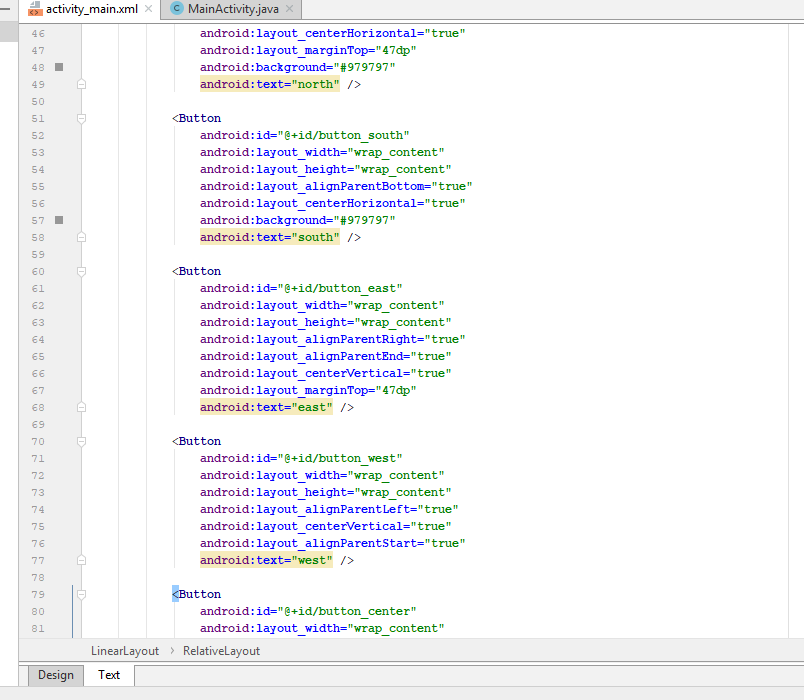 activity_main.xml × MainActivity.java ×
46 android:layout_centerHorizontal="true"
47 android:layout_marginTop="47dp"
48 android:background="#979797"
49 android:text="north" />
50
51 <Button
52 android:id="@+id/button_south"
53 android:layout_width="wrap_content"
54 android:layout_height="wrap_content"
55 android:layout_alignParentBottom="true"
56 android:layout_centerHorizontal="true"
57 android:background="#979797"
58 android:text="south" />
59
60 <Button
61 android:id="@+id/button_east"
62 android:layout_width="wrap_content"
63 android:layout_height="wrap_content"
64 android:layout_alignParentRight="true"
65 android:layout_alignParentEnd="true"
66 android:layout_centerVertical="true"
67 android:layout_marginTop="47dp"
68 android:text="east" />
69
70 <Button
71 android:id="@+id/button_west"
72 android:layout_width="wrap_content"
73 android:layout_height="wrap_content"
74 android:layout_alignParentLeft="true"
75 android:layout_centerVertical="true"
76 android:layout_alignParentStart="true"
77 android:text="west" />
78
79 <Button
80 android:id="@+id/button_center"
81 android:layout_width="wrap_content"
LinearLayout › RelativeLayout
Design Text